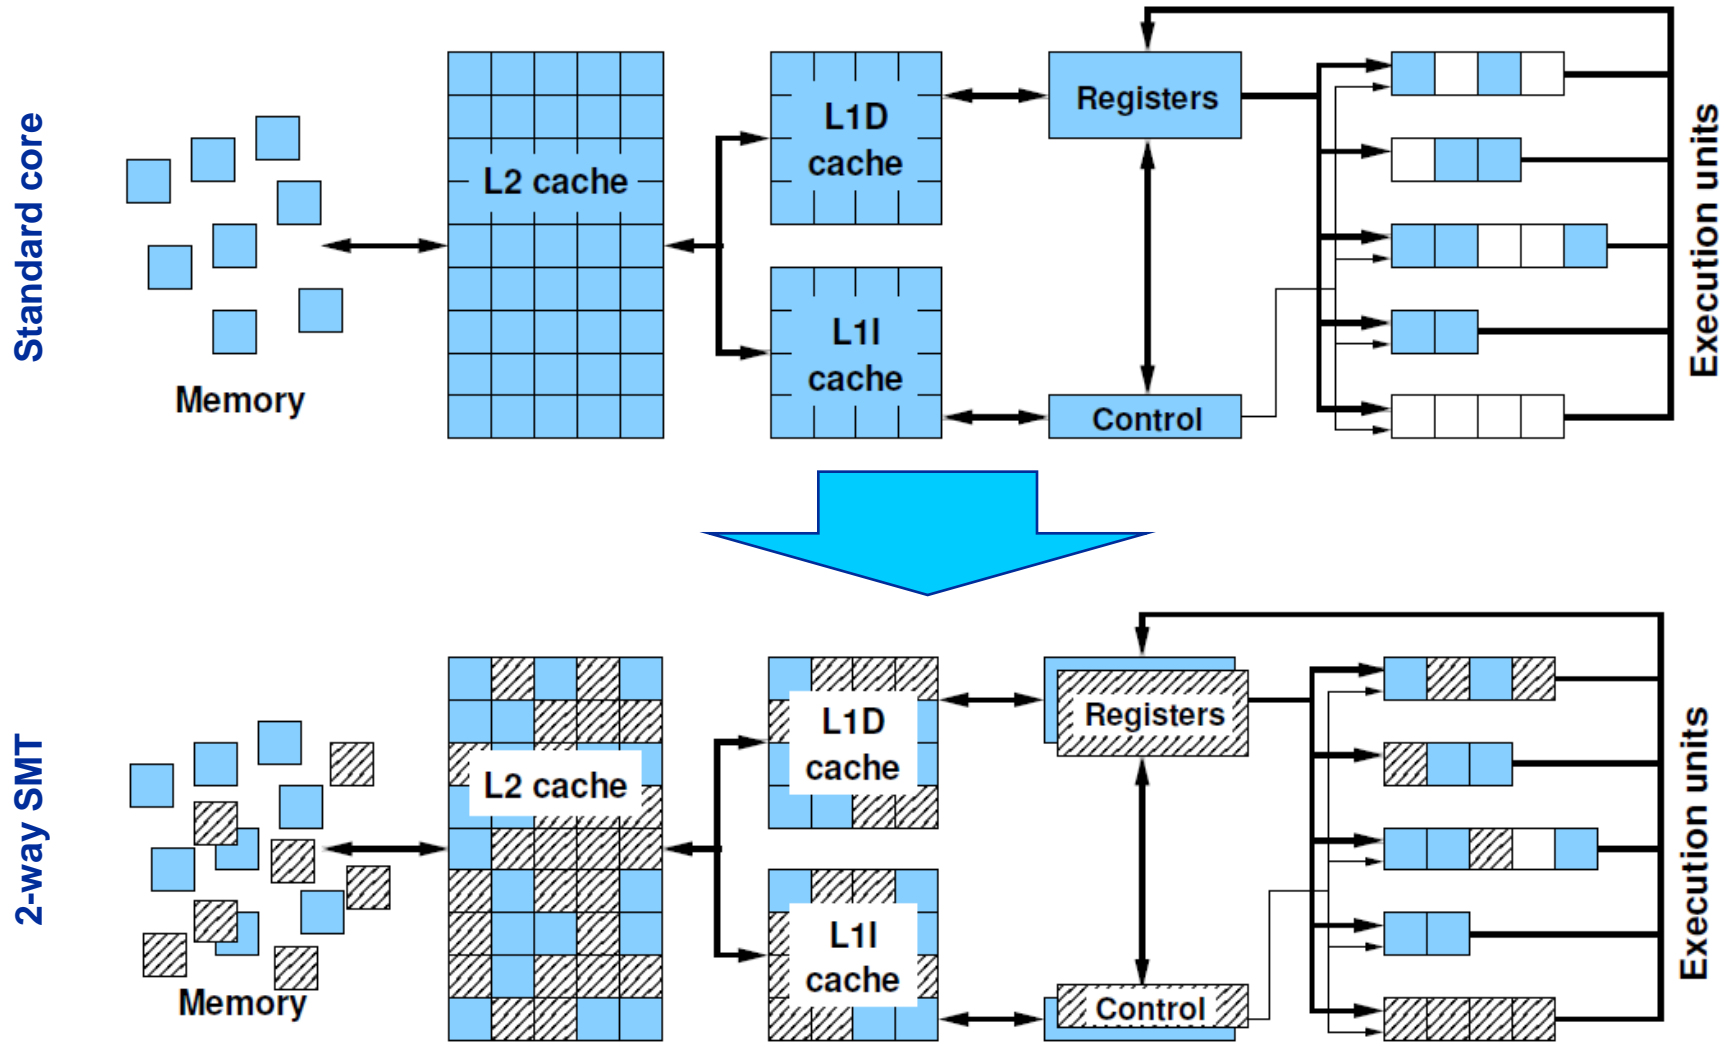 Standard core
Memory
L2 cache
L1D
cache
L1I
cache
Registers
Control
Execution units
2-way SMT
Memory
L2 cache
L1D
cache
L1I
cache
Registers
Control
Execution units